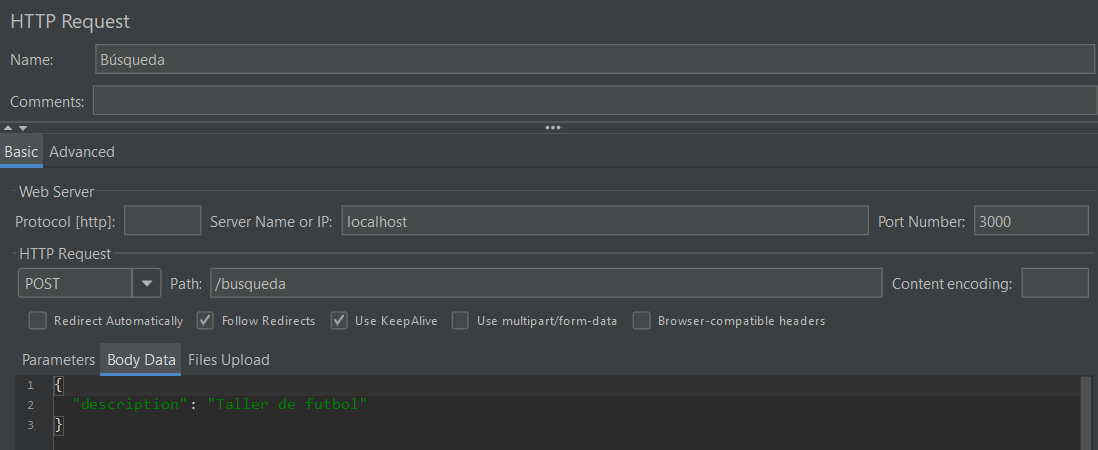 HTTP Request
Name: Búsqueda
Comments:
Basic Advanced
Web Server
Protocol [http]: Server Name or IP: localhost Port Number: 3000
HTTP Request
POST Path: /busqueda Content encoding:
Redirect Automatically Follow Redirects Use KeepAlive Use multipart/form-data Browser-compatible headers
Parameters Body Data Files Upload
1 {
2 "description": "Taller de futbol"
3 }